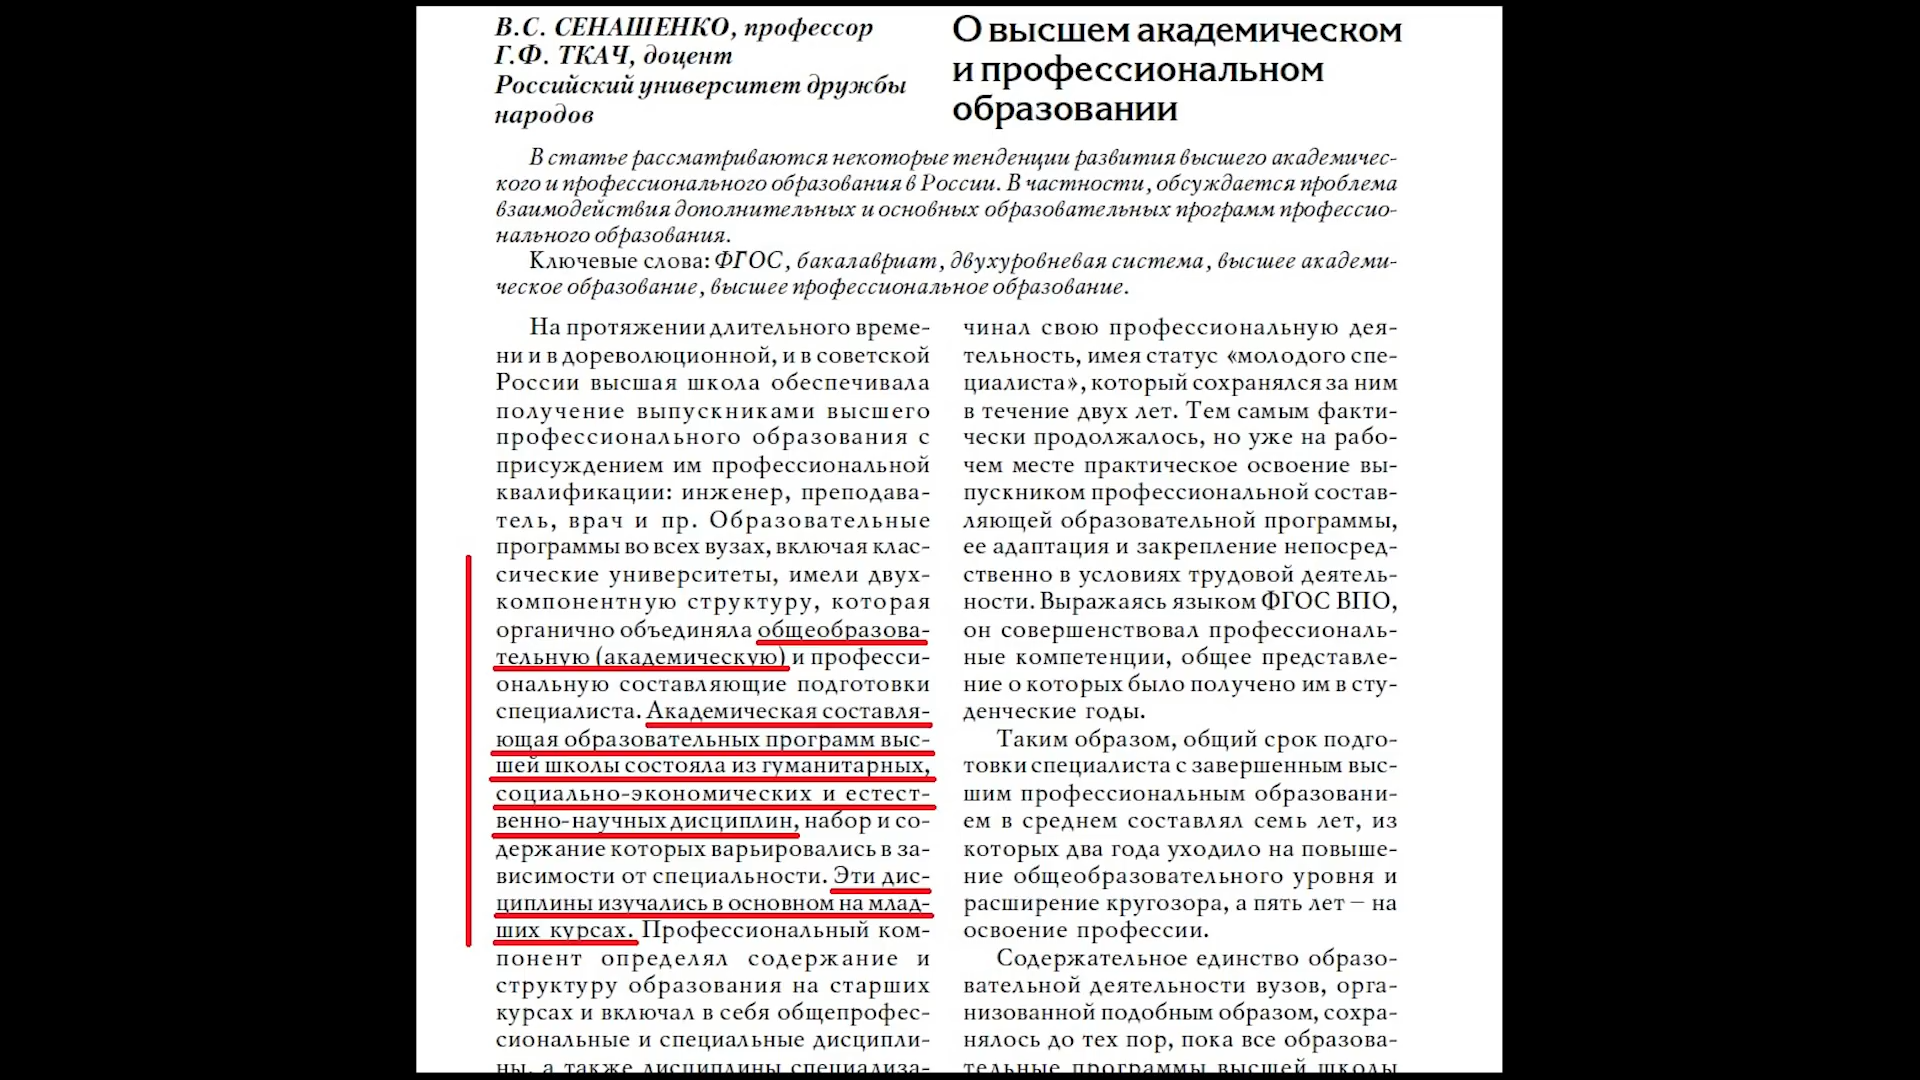 В.С. СЕНАШЕНКО, профессор
Г.Ф. ТКАЧ, доцент
Российский университет дружбы
народов
О высшем академическом
и профессиональном
образовании
В статье рассматриваются некоторые тенденции развития высшего академичес-
кого и профессионального образования в России. В частности, обсуждается проблема
взаимодействия дополнительных и основных образовательных программ профессио-
нального образования.
Ключевые слова: ФГОС, бакалавриат, двухуровневая система, высшее академи-
ческое образование, высшее профессиональное образование.
На протяжении длительного време-
ни и в дореволюционной, и в советской
России высшая школа обеспечивала
получение выпускниками высшего
профессионального образования с
присуждением им профессиональной
квалификации: инженер, преподава-
тель, врач и пр. Образовательные
программы во всех вузах, включая клас-
сические университеты, имели двух-
компонентную структуру, которая
органично объединяла общеобразова-
тельную (академическую) и професси-
ональную составляющие подготовки
специалиста. Академическая составля-
ющая образовательных программ выс-
шей школы состояла из гуманитарных,
социально-экономических и естест-
венно-научных дисциплин, набор и со-
держание которых варьировались в за-
висимости от специальности. Эти дис-
циплины изучались в основном на млад-
ших курсах. Профессиональный ком-
понент определял содержание и
структуру образования на старших
курсах и включал в себя общепрофес-
сиональные и специальные дисципли-
ны, а также дисциплины специализа-
чинал свою профессиональную дея-
тельность, имея статус «молодого спе-
циалиста», который сохранялся за ним
в течение двух лет. Тем самым факти-
чески продолжалось, но уже на рабо-
чем месте практическое освоение вы-
пускником профессиональной состав-
ляющей образовательной программы,
ее адаптация и закрепление непосред-
ственно в условиях трудовой деятель-
ности. Выражаясь языком ФГОС ВПО,
он совершенствовал профессиональ-
ные компетенции, общее представле-
ние о которых было получено им в сту-
денческие годы.
Таким образом, общий срок подго-
товки специалиста с завершенным выс-
шим профессиональным образовани-
ем в среднем составлял семь лет, из
которых два года уходило на повыше-
ние общеобразовательного уровня и
расширение кругозора, а пять лет – на
освоение профессии.
Содержательное единство образо-
вательной деятельности вузов, орга-
низованной подобным образом, сохра-
нялось до тех пор, пока все образова-
тельные программы высшей школы